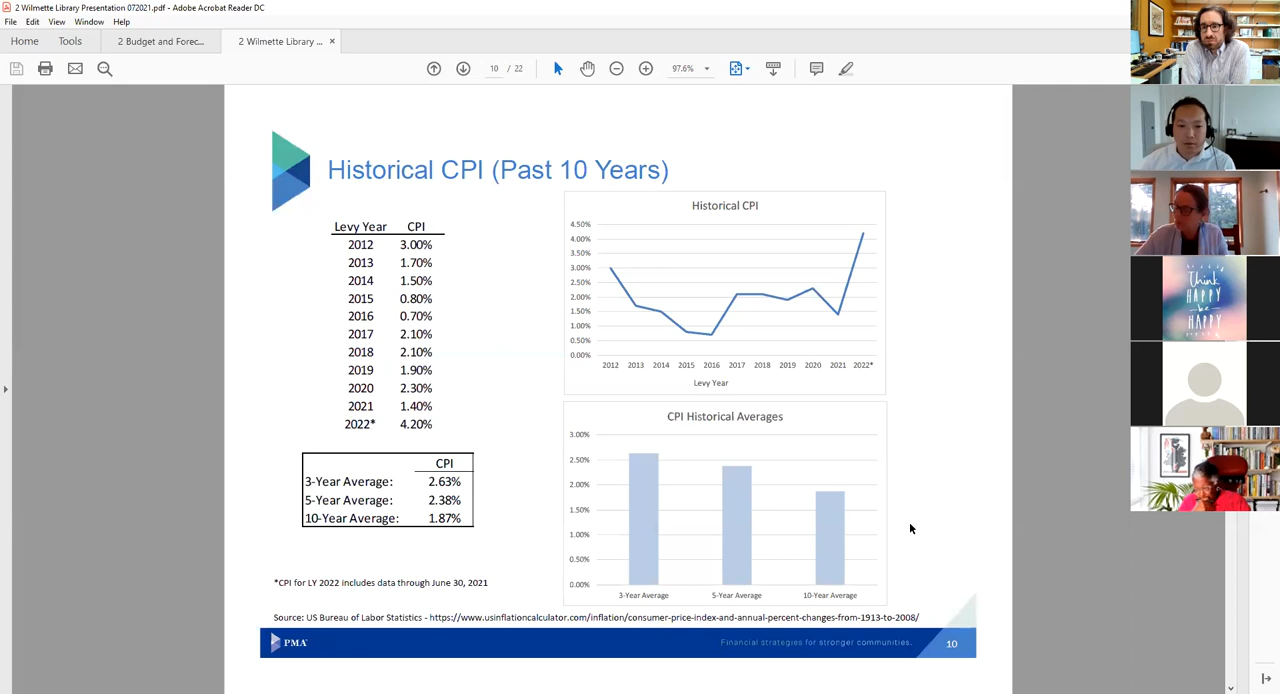 2 Wilmette Library Presentation 072021.pdf - Adobe Acrobat Reader DC
File Edit View Window Help
Home Tools 2 Budget and Forec... 2 Wilmette Library ... ×
10 / 22 97.6%
Historical CPI (Past 10 Years)
Levy Year CPI
2012 3.00%
2013 1.70%
2014 1.50%
2015 0.80%
2016 0.70%
2017 2.10%
2018 2.10%
2019 1.90%
2020 2.30%
2021 1.40%
2022* 4.20%
CPI
3-Year Average: 2.63%
5-Year Average: 2.38%
10-Year Average: 1.87%
*CPI for LY 2022 includes data through June 30, 2021
Historical CPI
4.50%
4.00%
3.50%
3.00%
2.50%
2.00%
1.50%
1.00%
0.50%
0.00%
2012 2013 2014 2015 2016 2017 2018 2019 2020 2021 2022*
Levy Year
CPI Historical Averages
3.00%
2.50%
2.00%
1.50%
1.00%
0.50%
0.00%
3-Year Average 5-Year Average 10-Year Average
Source: US Bureau of Labor Statistics - https://www.usinflationcalculator.com/inflation/consumer-price-index-and-annual-percent-changes-from-1913-to-2008/
PMA
Financial strategies for stronger communities.
10
Think
HAPPY
be
HAPPY